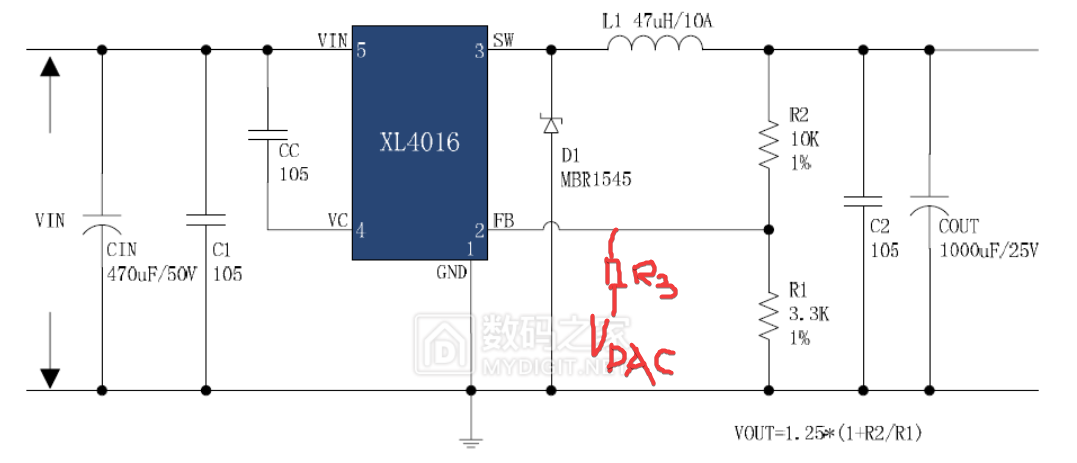 L1 47uH/10A
VIN
5
3
SW
R2
10K
1%
XL4016
CC
105
D1
MBR1545
VIN
VC
4
2
FB
1
GND
CIN
470uF/50V
C1
105
C2
105
COUT
1000uF/25V
R3
R1
3.3K
1%
VDAC
数码之家
MYDIGIT.NET
VOUT=1.25*(1+R2/R1)